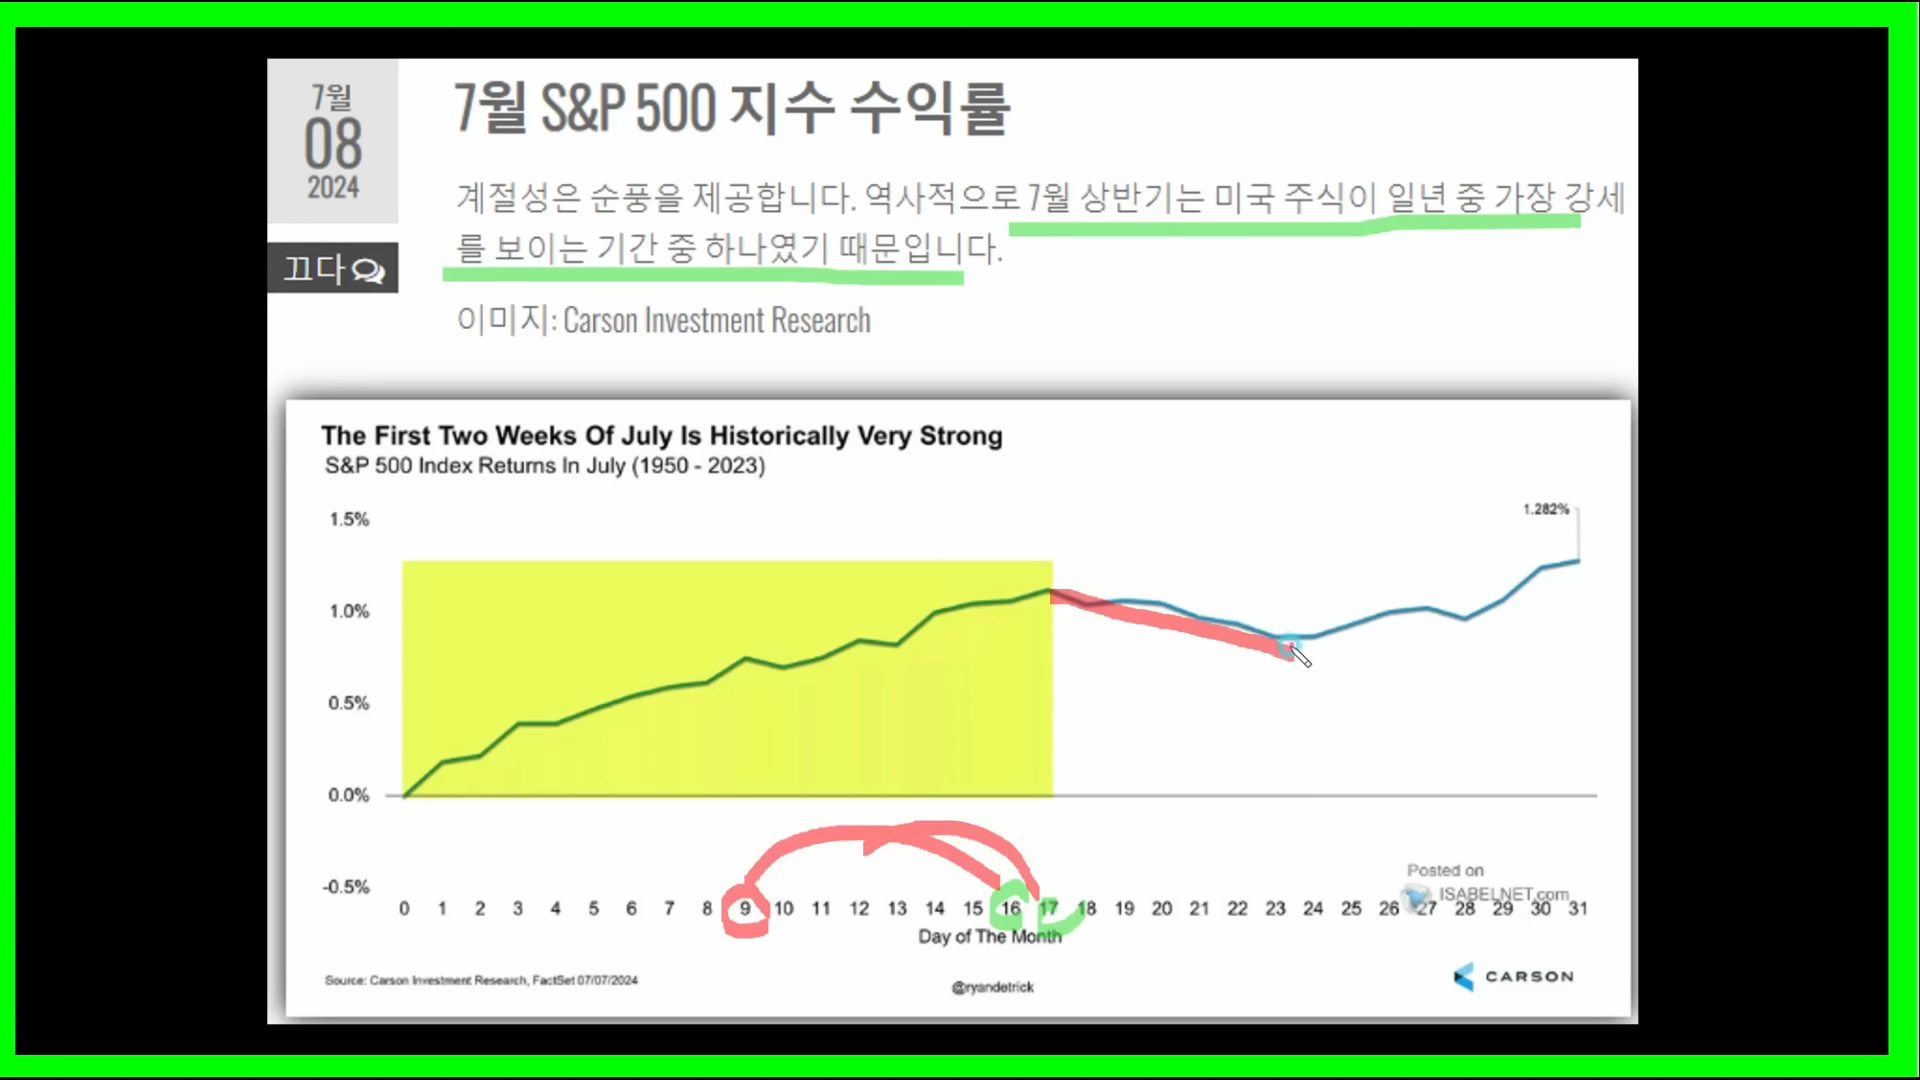 7월
08
2024
끄다
7월 S&P 500 지수 수익률
계절성은 순풍을 제공합니다. 역사적으로 7월 상반기는 미국 주식이 일년 중 가장 강세
를 보이는 기간 중 하나였기 때문입니다.
이미지: Carson Investment Research
The First Two Weeks Of July Is Historically Very Strong
S&P 500 Index Returns In July (1950 - 2023)
1.5%
1.282%
1.0%
0.5%
0.0%
-0.5%
Posted on
ISABELNET.com
0 1 2 3 4 5 6 7 8 9 10 11 12 13 14 15 16 17 18 19 20 21 22 23 24 25 26 27 28 29 30 31
Day of The Month
Source: Carson Investment Research, FactSet 07/07/2024
@ryandetrick
CARSON